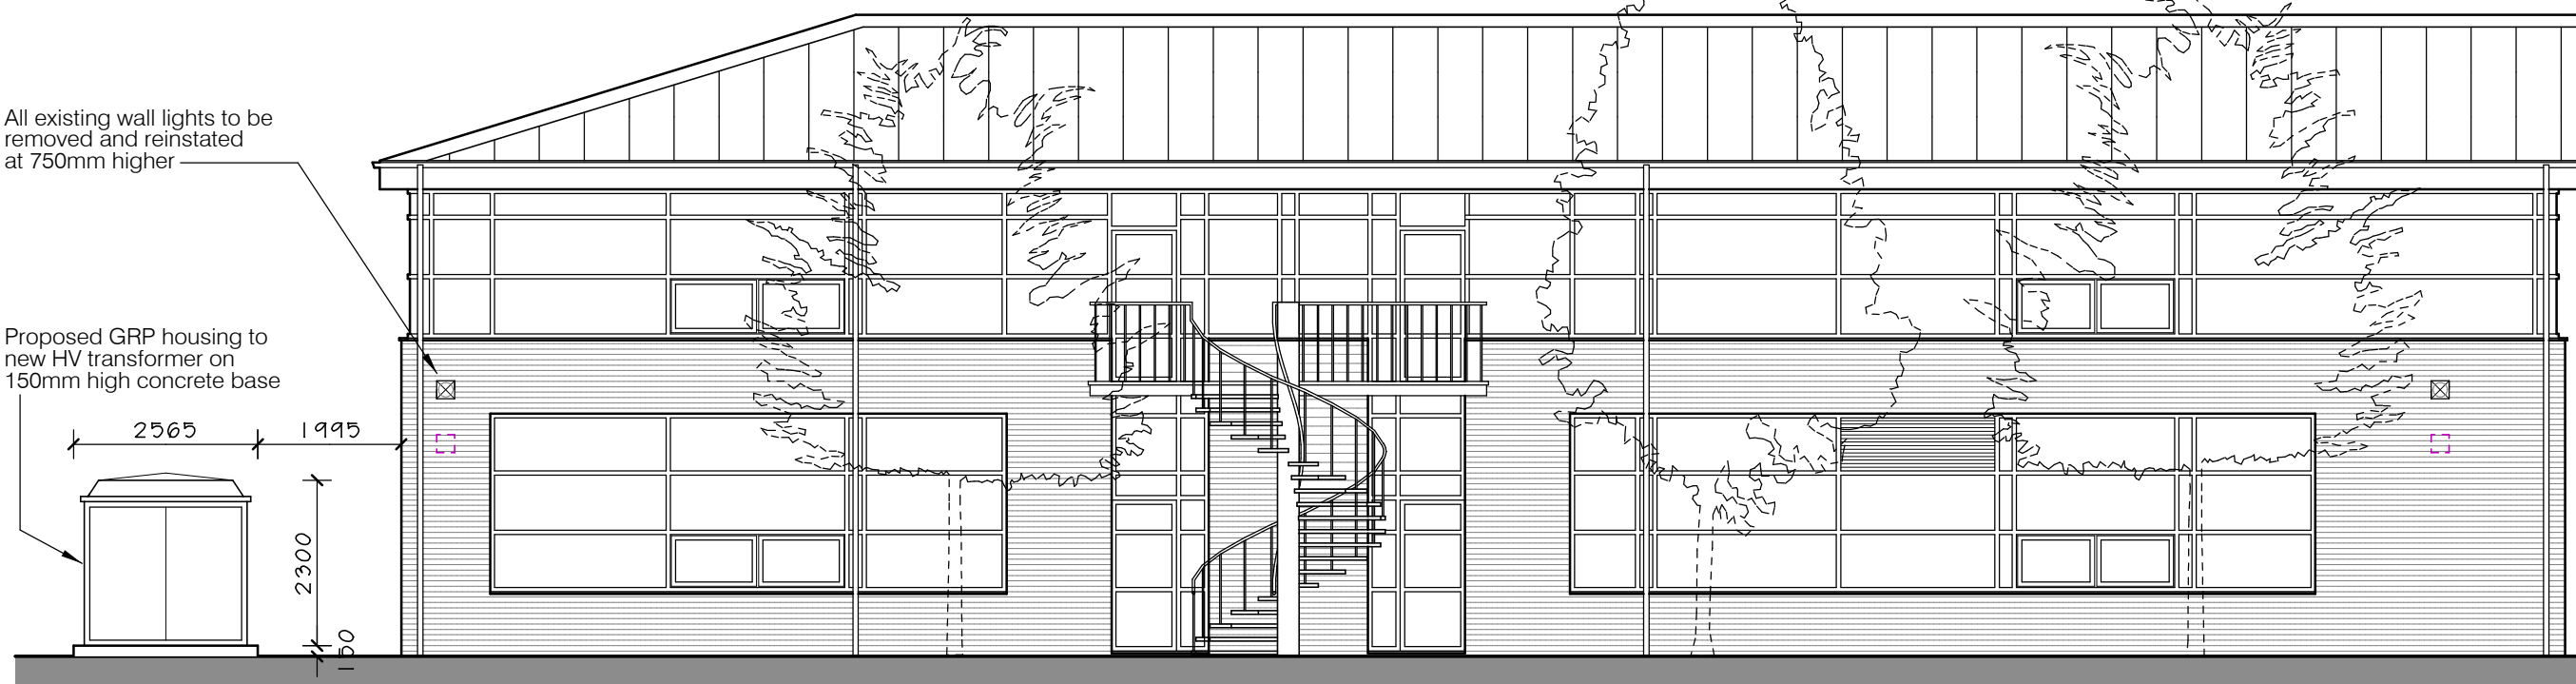 All existing wall lights to be
removed and reinstated
at 750mm higher
Proposed GRP housing to
new HV transformer on
150mm high concrete base
2565
1995
2300
150